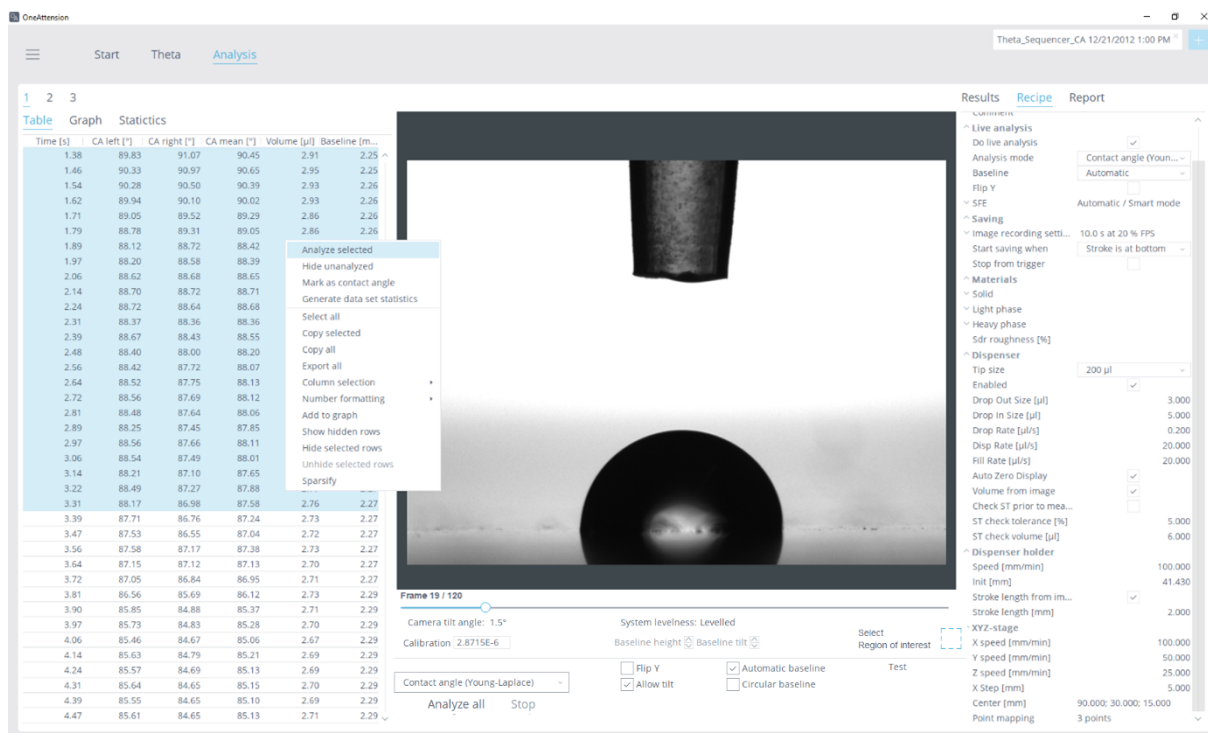 OneAttension
Theta_Sequencer_CA 12/21/2012 1:00 PM
Start Theta Analysis
1 2 3
Table Graph Statictics
Time [s] CA left [°] CA right [°] CA mean [°] Volume [µl] Baseline [m...
1.38 89.83 91.07 90.45 2.91 2.25
1.46 90.33 90.97 90.65 2.95 2.25
1.54 90.28 90.50 90.39 2.93 2.26
1.62 89.94 90.10 90.02 2.93 2.26
1.71 89.05 89.52 89.29 2.86 2.26
1.79 88.78 89.31 89.05 2.86 2.26
1.89 88.12 88.72 88.42
1.97 88.20 88.58 88.39
2.06 88.62 88.68 88.65
2.14 88.70 88.72 88.71
2.24 88.72 88.64 88.68
2.31 88.37 88.36 88.36
2.39 88.67 88.43 88.55
2.48 88.40 88.00 88.20
2.56 88.42 87.72 88.07
2.64 88.52 87.75 88.13
2.72 88.56 87.69 88.12
2.81 88.48 87.64 88.06
2.89 88.25 87.45 87.85
2.97 88.56 87.66 88.11
3.06 88.54 87.49 88.01
3.14 88.21 87.10 87.65
3.22 88.49 87.27 87.88
3.31 88.17 86.98 87.58 2.76 2.27
3.39 87.71 86.76 87.24 2.73 2.27
3.47 87.53 86.55 87.04 2.72 2.27
3.56 87.58 87.17 87.38 2.73 2.27
3.64 87.15 87.12 87.13 2.70 2.27
3.72 87.05 86.84 86.95 2.71 2.27
3.81 86.56 85.69 86.12 2.73 2.29
3.90 85.85 84.88 85.37 2.71 2.29
3.97 85.73 84.83 85.28 2.70 2.29
4.06 85.46 84.67 85.06 2.67 2.29
4.14 85.63 84.79 85.21 2.69 2.29
4.24 85.57 84.69 85.13 2.69 2.29
4.31 85.64 84.65 85.15 2.70 2.29
4.39 85.55 84.65 85.10 2.69 2.29
4.47 85.61 84.65 85.13 2.71 2.29
Analyze selected
Hide unanalyzed
Mark as contact angle
Generate data set statistics
Select all
Copy selected
Copy all
Export all
Column selection
Number formatting
Add to graph
Show hidden rows
Hide selected rows
Unhide selected rows
Sparsify
Frame 19 / 120
Camera tilt angle: 1.5° System levelness: Levelled
Calibration 2.8715E-6 Baseline height Baseline tilt
Select
Region of interest
Flip Y Automatic baseline Test
Contact angle (Young-Laplace) Allow tilt Circular baseline
Analyze all Stop
Results Recipe Report
Comment
Live analysis
Do live analysis
Analysis mode Contact angle (Youn...
Baseline Automatic
Flip Y
SFE Automatic / Smart mode
Saving
Image recording setti... 10.0 s at 20 % FPS
Start saving when Stroke is at bottom
Stop from trigger
Materials
Solid
Light phase
Heavy phase
Sdr roughness [%]
Dispenser
Tip size 200 µl
Enabled
Drop Out Size [µl] 3.000
Drop In Size [µl] 5.000
Drop Rate [µl/s] 0.200
Disp Rate [µl/s] 20.000
Fill Rate [µl/s] 20.000
Auto Zero Display
Volume from image
Check ST prior to mea...
ST check tolerance [%] 5.000
ST check volume [µl] 6.000
Dispenser holder
Speed [mm/min] 100.000
Init [mm] 41.430
Stroke length from im...
Stroke length [mm] 2.000
XYZ-stage
X speed [mm/min] 100.000
Y speed [mm/min] 50.000
Z speed [mm/min] 25.000
X Step [mm] 5.000
Center [mm] 90.000; 30.000; 15.000
Point mapping 3 points